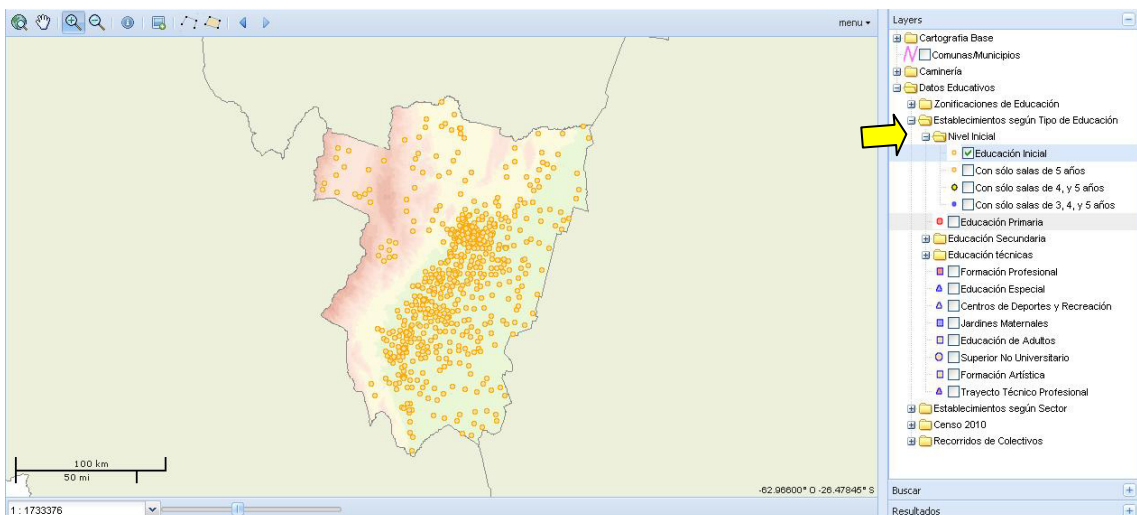 menu
Layers
Cartografia Base
Comunas/Municipios
Caminería
Datos Educativos
Zonificaciones de Educación
Establecimientos según Tipo de Educación
Nivel Inicial
Educación Inicial
Con sólo salas de 5 años
Con sólo salas de 4, y 5 años
Con sólo salas de 3, 4, y 5 años
Educación Primaria
Educación Secundaria
Educación técnicas
Formación Profesional
Educación Especial
Centros de Deportes y Recreación
Jardines Maternales
Educación de Adultos
Superior No Universitario
Formación Artística
Trayecto Técnico Profesional
Establecimientos según Sector
Censo 2010
Recorridos de Colectivos
100 km
50 mi
-62.96600° O -26.47845° S
Buscar
1 : 1733376
Resultados